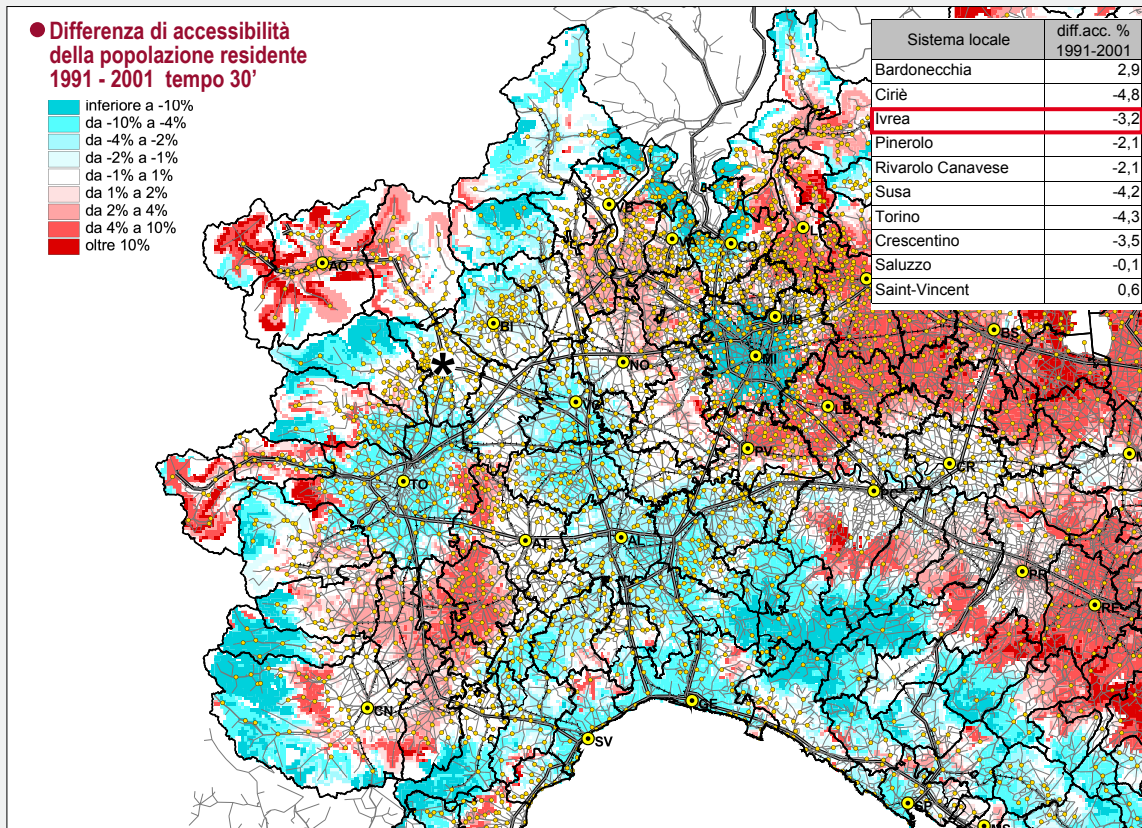 Differenza di accessibilità
della popolazione residente
1991 - 2001 tempo 30’
inferiore a -10%
da -10% a -4%
da -4% a -2%
da -2% a -1%
da -1% a 1%
da 1% a 2%
da 2% a 4%
da 4% a 10%
oltre 10%
Sistema locale diff.acc. %
1991-2001
Bardonecchia 2,9
Ciriè -4,8
Ivrea -3,2
Pinerolo -2,1
Rivarolo Canavese -2,1
Susa -4,2
Torino -4,3
Crescentino -3,5
Saluzzo -0,1
Saint-Vincent 0,6
VB
VA
CO
LC
AO
BI
MB
BS
MI
*
NO
VC
LO
PV
CR
TO
PC
AT
AL
PR
RE
CN
GE
SV
SP
MS